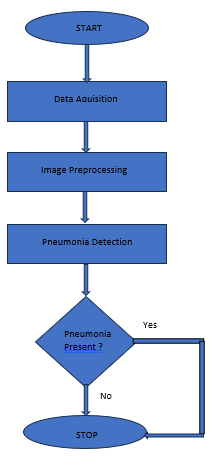 START
Data Aquisition
Image Preprocessing
Pneumonia Detection
Pneumonia
Present ?
Yes
No
STOP